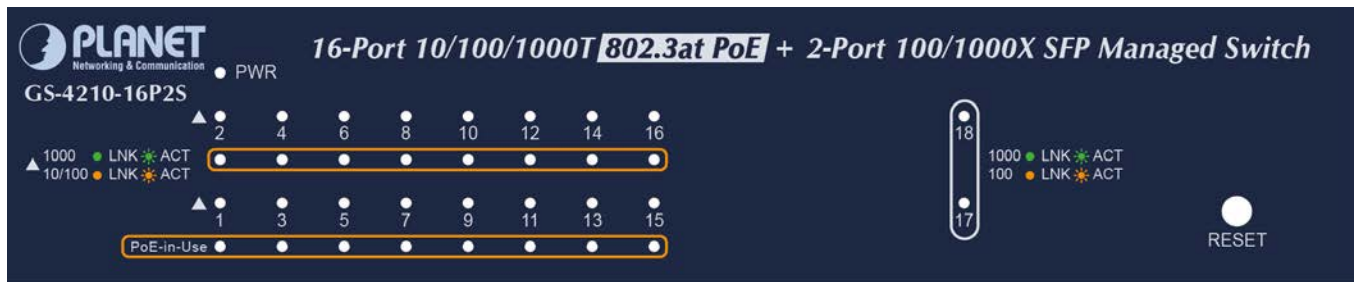 PLANET
Networking & Communication
16-Port 10/100/1000T 802.3at PoE + 2-Port 100/1000X SFP Managed Switch
PWR
GS-4210-16P2S
2 4 6 8 10 12 14 16
1000 LNK ACT
10/100 LNK ACT
1 3 5 7 9 11 13 15
PoE-in-Use
18
1000 LNK ACT
100 LNK ACT
17
RESET